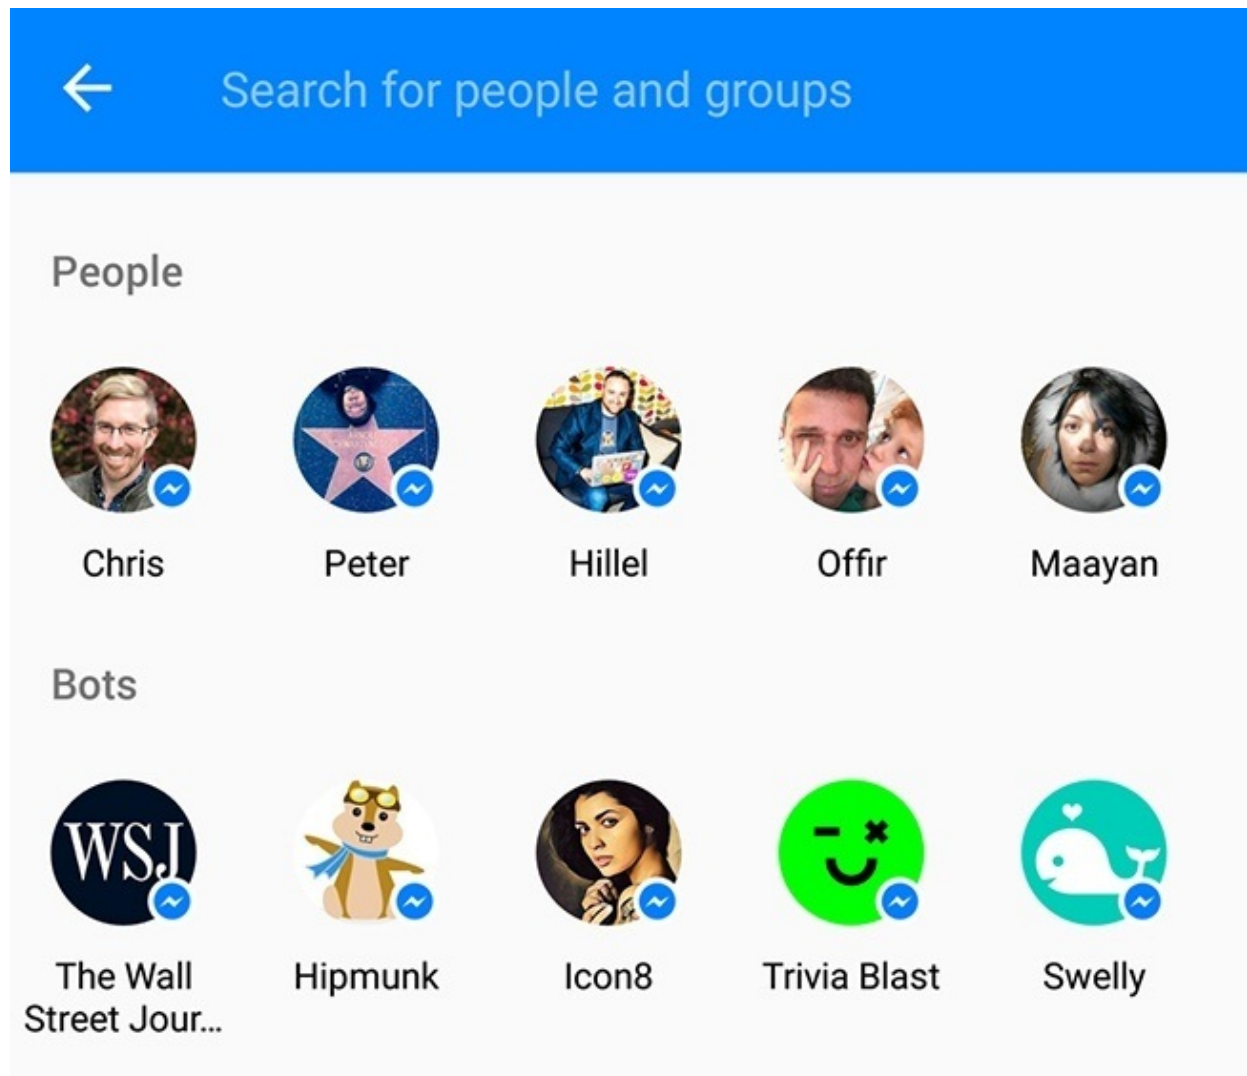 Search for people and groups
People
Chris Peter Hillel Offir Maayan
Bots
WSJ
The Wall Hipmunk Icon8 Trivia Blast Swelly
Street Jour...